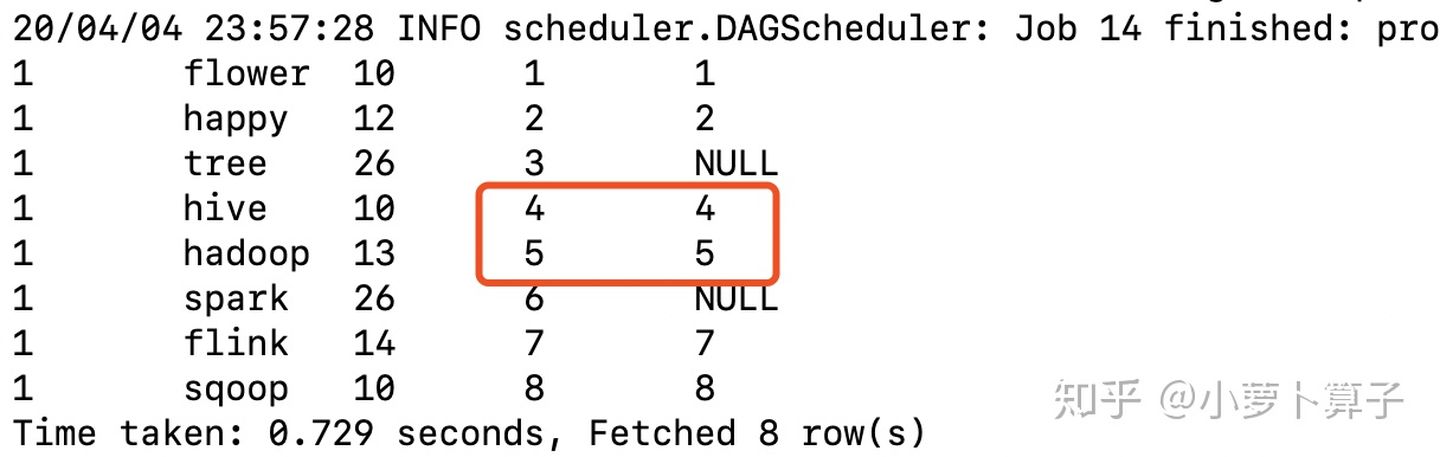 20/04/04 23:57:28 INFO scheduler.DAGScheduler: Job 14 finished: pro
1 flower 10 1 1
1 happy 12 2 2
1 tree 26 3 NULL
1 hive 10 4 4
1 hadoop 13 5 5
1 spark 26 6 NULL
1 flink 14 7 7
1 sqoop 10 8 8
知乎 @小萝卜算子
Time taken: 0.729 seconds, Fetched 8 row(s)